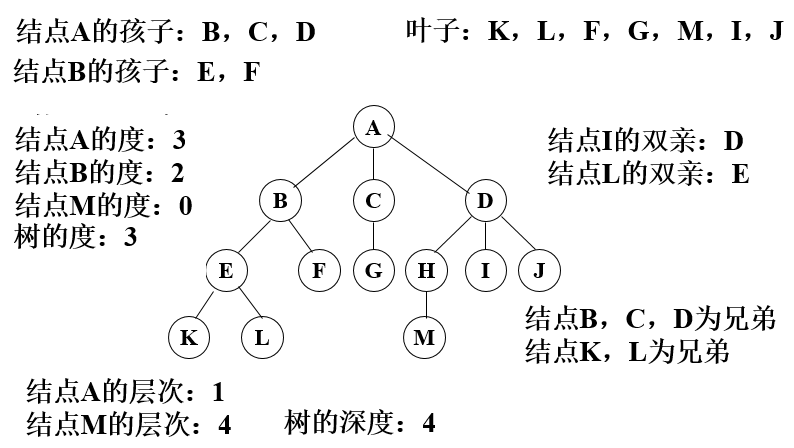 结点A的孩子：B，C，D
叶子：K，L，F，G，M，I，J
结点B的孩子：E，F
结点A的度：3
结点B的度：2
结点M的度：0
树的度：3
结点I的双亲：D
结点L的双亲：E
A
B C D
E F G H I J
K L M
结点B，C，D为兄弟
结点K，L为兄弟
结点A的层次：1
结点M的层次：4
树的深度：4